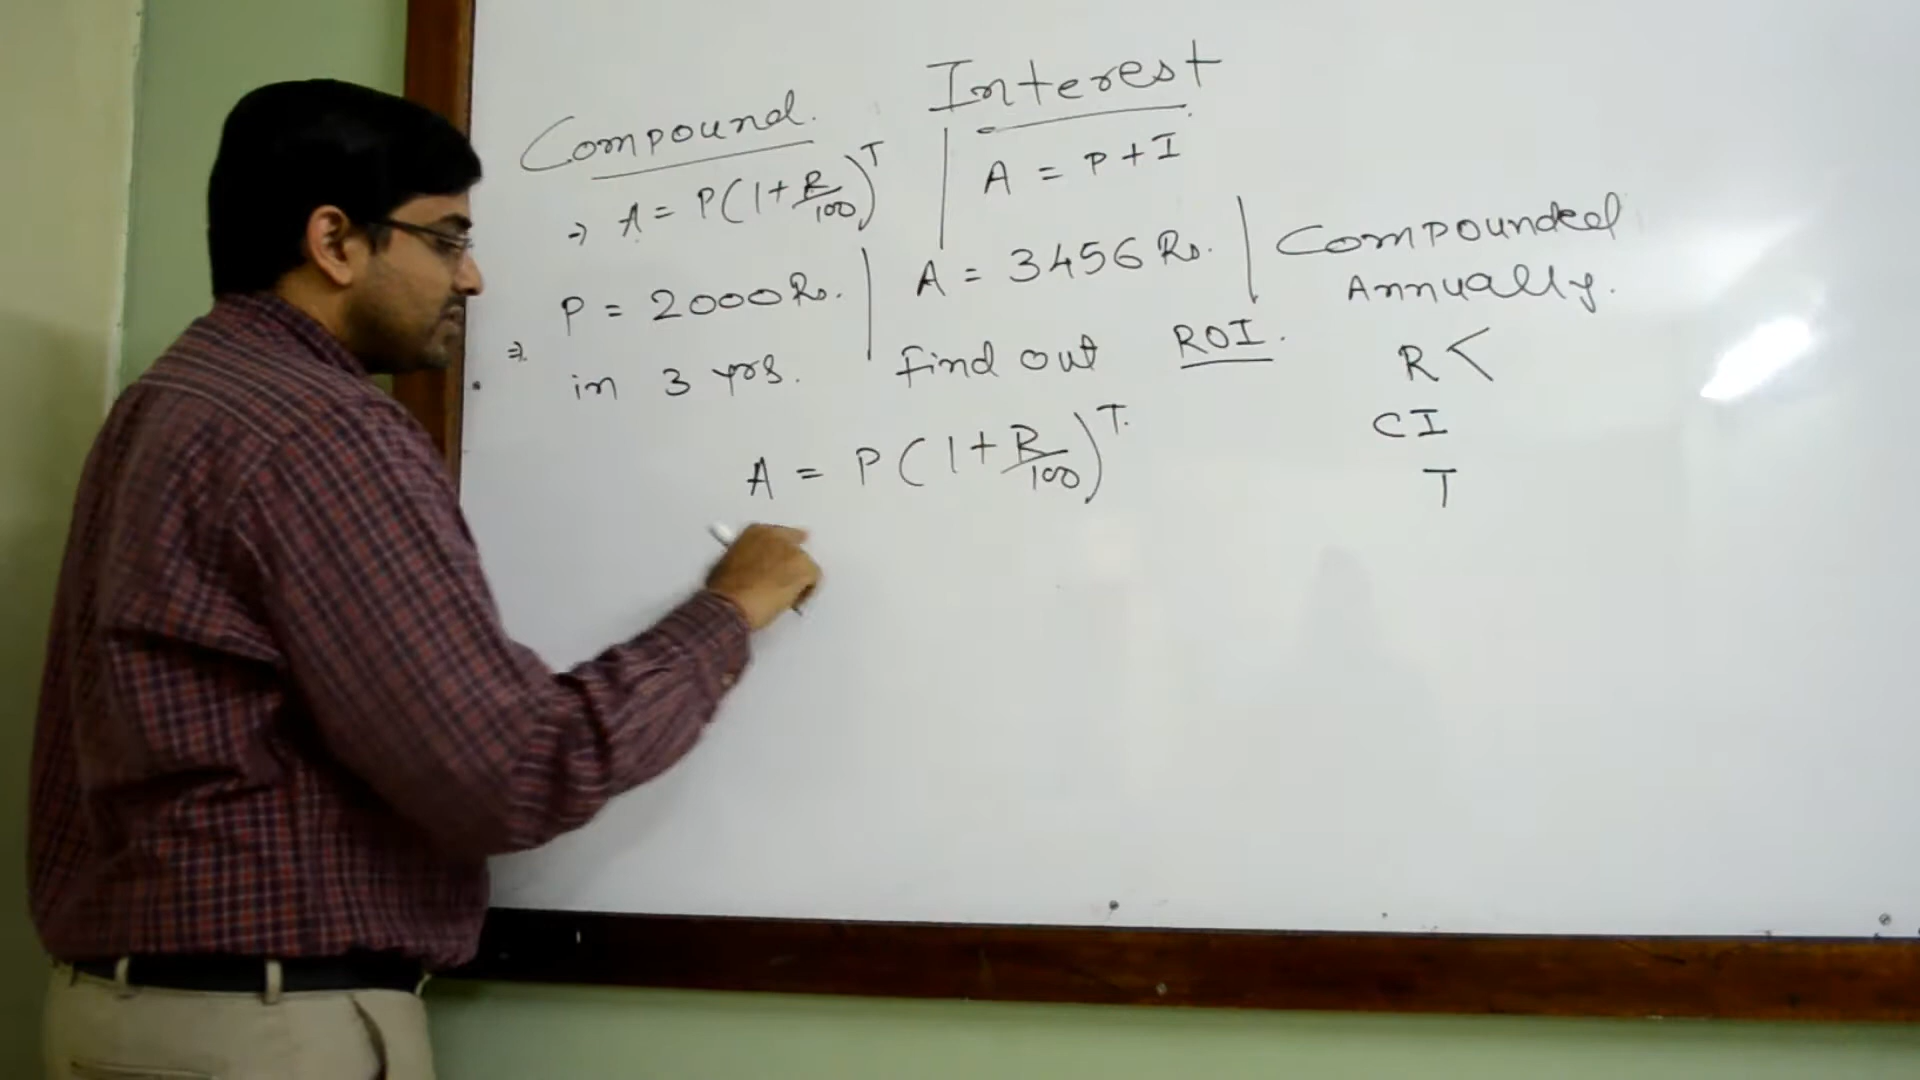 Compound. Interest
⇒ A = P(1+R/100)^T | A = P + I
⇒ P = 2000 Rs. | A = 3456 Rs. | Compounded Annually.
in 3 yrs. Find out ROI.
A = P(1+R/100)^T.
R <
CI
T